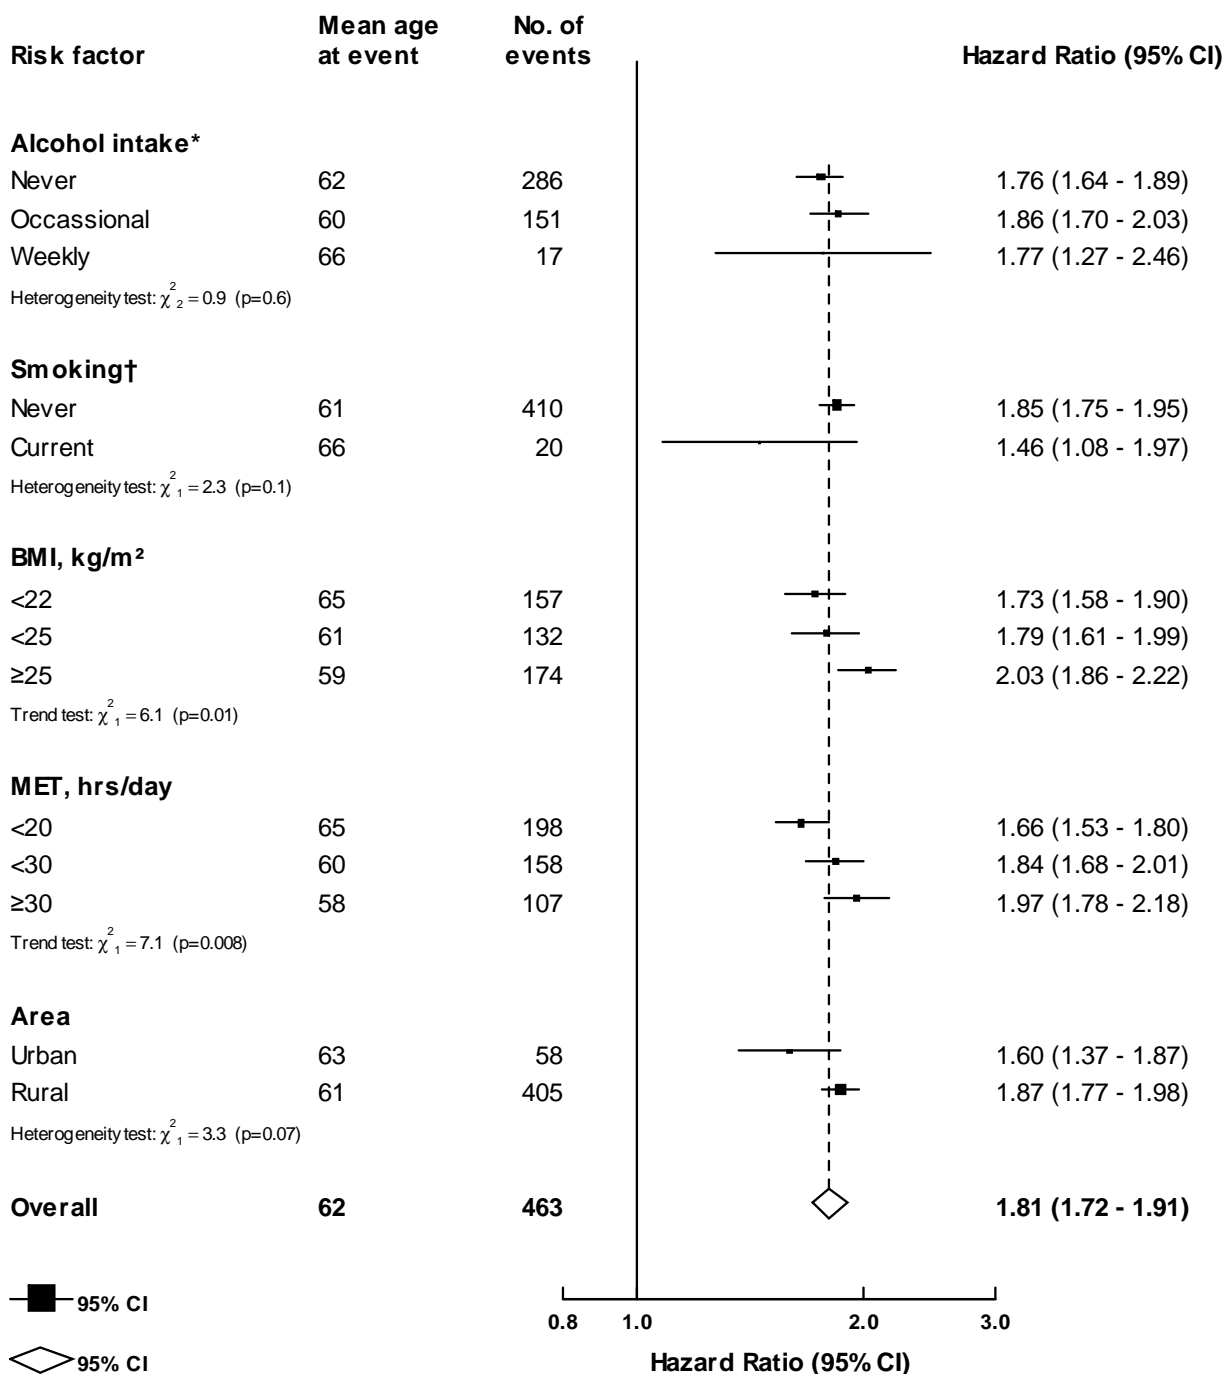 Risk factor Mean age at event No. of events Hazard Ratio (95% CI)
Alcohol intake*
Never 62 286 1.76 (1.64 - 1.89)
Occassional 60 151 1.86 (1.70 - 2.03)
Weekly 66 17 1.77 (1.27 - 2.46)
Heterogeneity test: χ²₂ = 0.9 (p=0.6)
Smoking†
Never 61 410 1.85 (1.75 - 1.95)
Current 66 20 1.46 (1.08 - 1.97)
Heterogeneity test: χ²₁ = 2.3 (p=0.1)
BMI, kg/m²
<22 65 157 1.73 (1.58 - 1.90)
<25 61 132 1.79 (1.61 - 1.99)
≥25 59 174 2.03 (1.86 - 2.22)
Trend test: χ²₁ = 6.1 (p=0.01)
MET, hrs/day
<20 65 198 1.66 (1.53 - 1.80)
<30 60 158 1.84 (1.68 - 2.01)
≥30 58 107 1.97 (1.78 - 2.18)
Trend test: χ²₁ = 7.1 (p=0.008)
Area
Urban 63 58 1.60 (1.37 - 1.87)
Rural 61 405 1.87 (1.77 - 1.98)
Heterogeneity test: χ²₁ = 3.3 (p=0.07)
Overall 62 463 1.81 (1.72 - 1.91)
95% CI
0.8 1.0 2.0 3.0
95% CI
Hazard Ratio (95% CI)